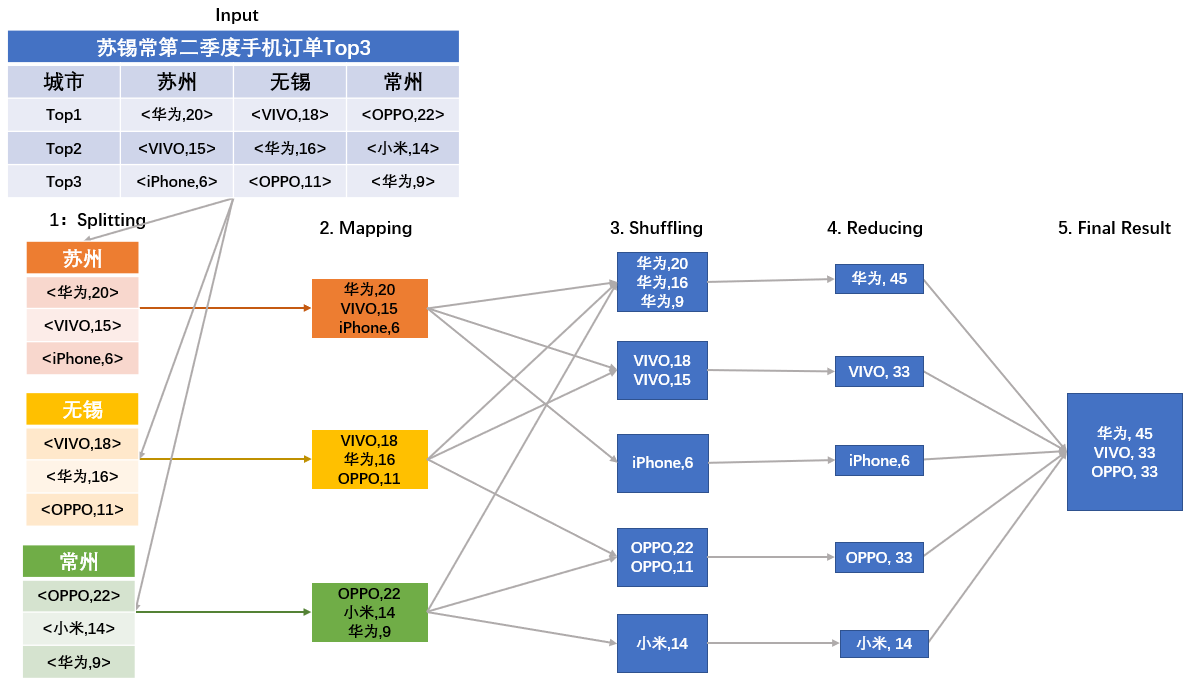 Input
苏锡常第二季度手机订单Top3
城市 苏州 无锡 常州
Top1 <华为,20> <VIVO,18> <OPPO,22>
Top2 <VIVO,15> <华为,16> <小米,14>
Top3 <iPhone,6> <OPPO,11> <华为,9>
1：Splitting
苏州
<华为,20>
<VIVO,15>
<iPhone,6>
无锡
<VIVO,18>
<华为,16>
<OPPO,11>
常州
<OPPO,22>
<小米,14>
<华为,9>
2. Mapping
华为,20
VIVO,15
iPhone,6
VIVO,18
华为,16
OPPO,11
OPPO,22
小米,14
华为,9
3. Shuffling
华为,20
华为,16
华为,9
VIVO,18
VIVO,15
iPhone,6
OPPO,22
OPPO,11
小米,14
4. Reducing
华为, 45
VIVO, 33
iPhone,6
OPPO, 33
小米, 14
5. Final Result
华为, 45
VIVO, 33
OPPO, 33